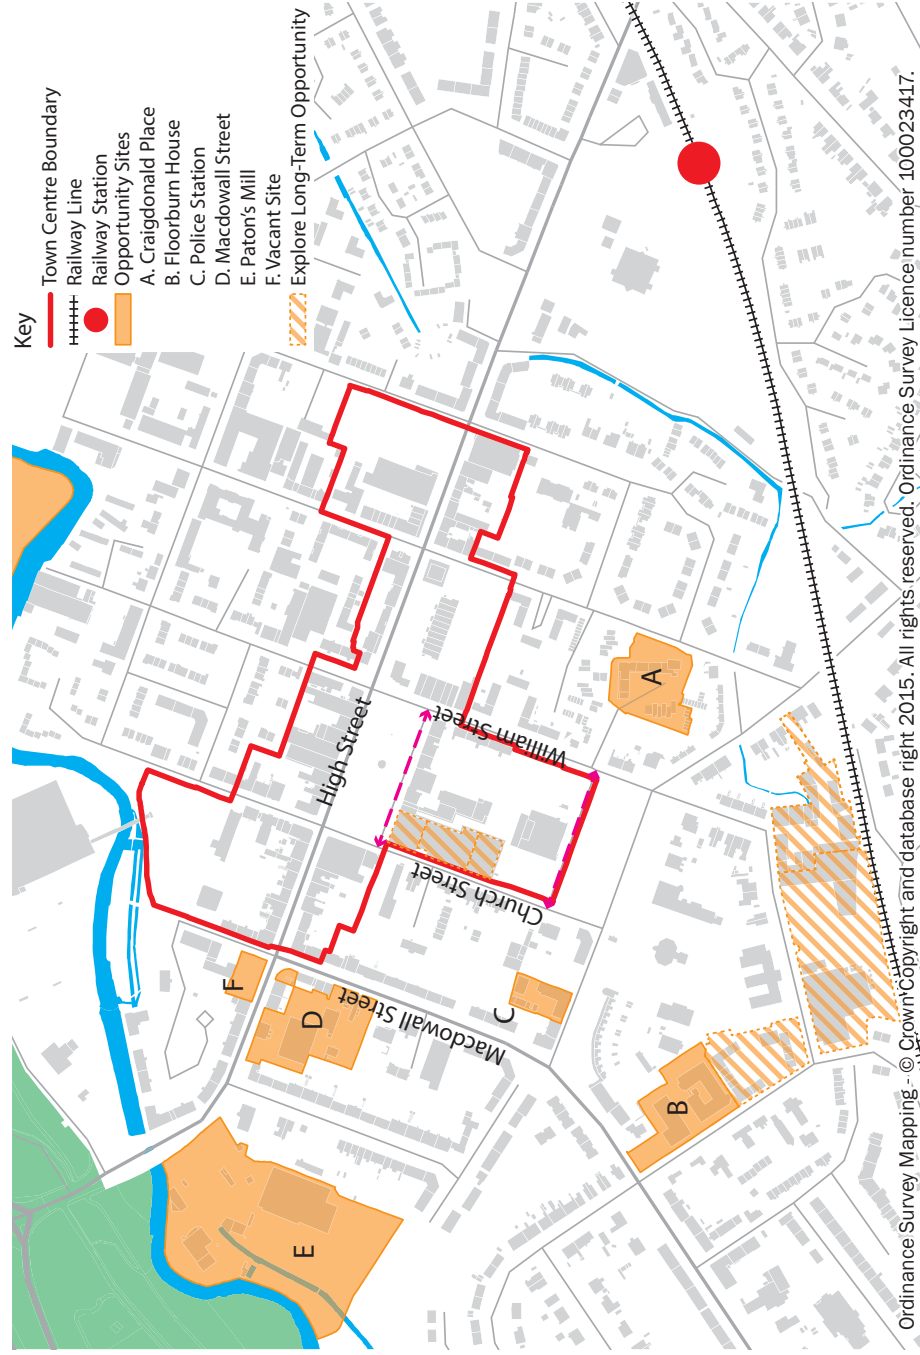 Key
Town Centre Boundary
Railway Line
Railway Station
Opportunity Sites
A. Craigdonald Place
B. Floorburn House
C. Police Station
D. Macdowall Street
E. Paton's Mill
F. Vacant Site
Explore Long-Term Opportunity
High Street
William Street
Church Street
Macdowall Street
A
B
C
D
E
F
Ordnance Survey Mapping - © Crown Copyright and database right 2015. All rights reserved. Ordnance Survey Licence number 100023417.